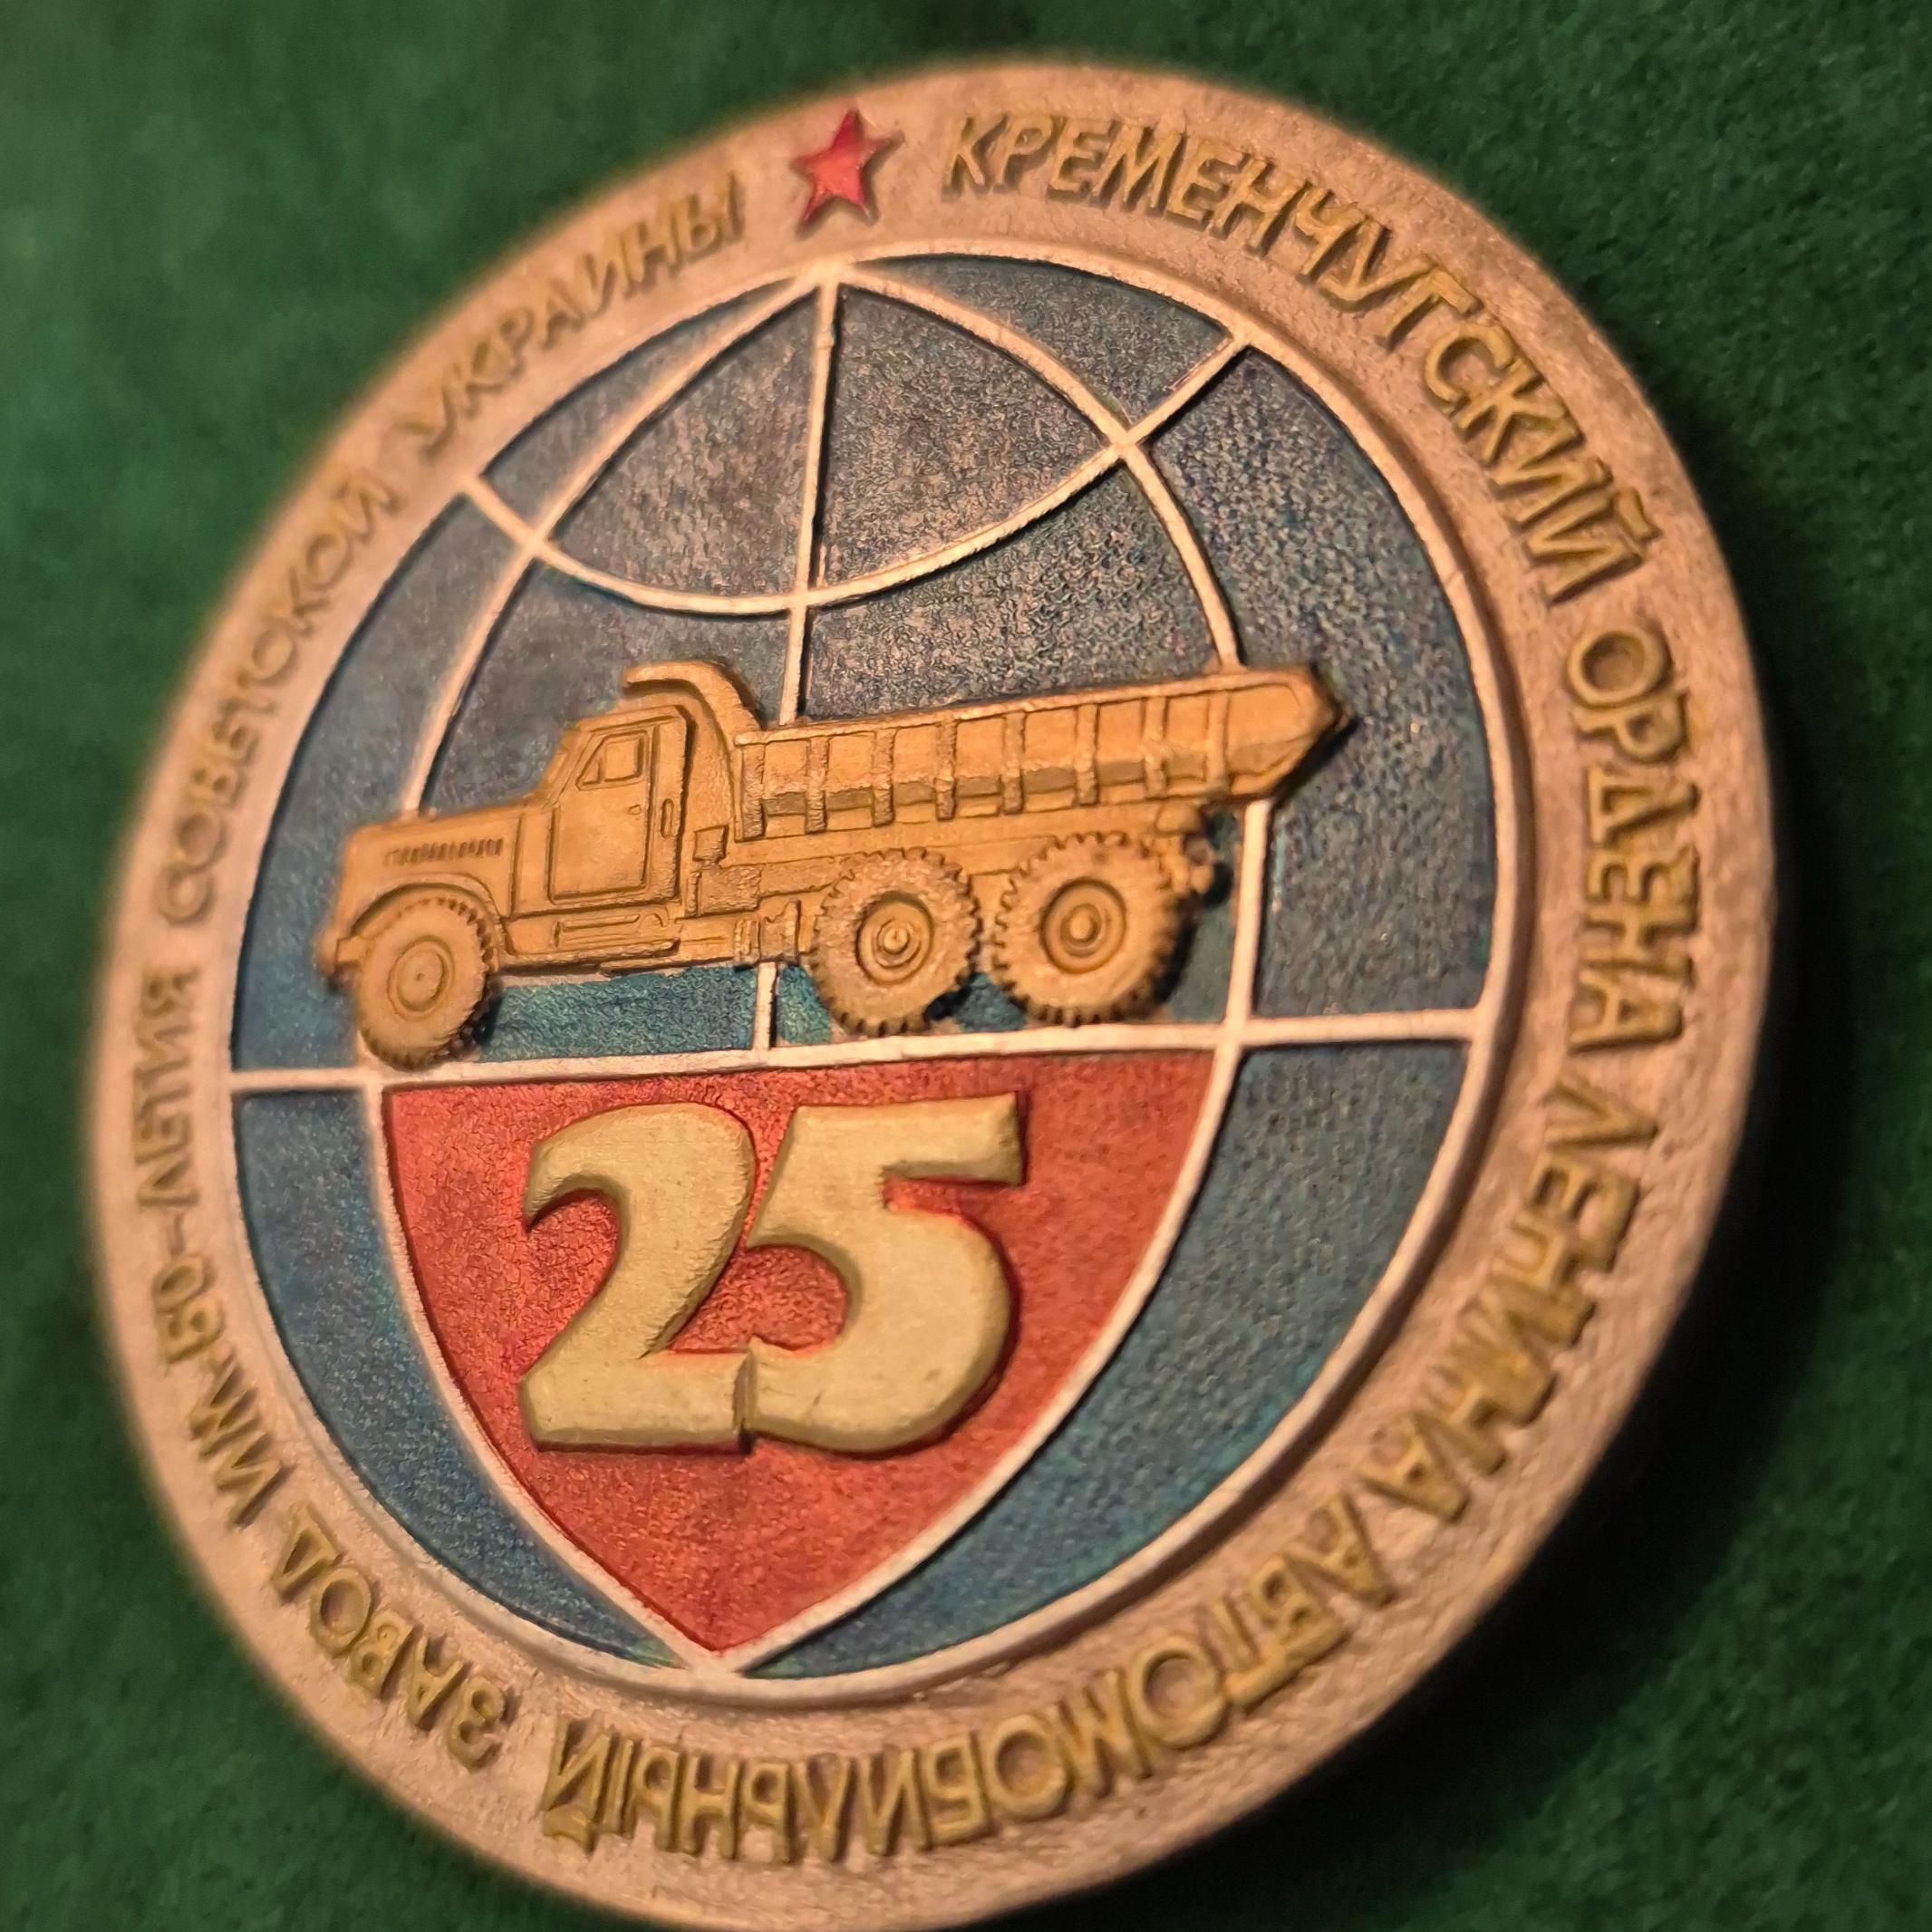 КРЕМЕНЧУГСКИЙ ОРДЕНА ЛЕНИНА АВТОМОБИЛЬНЫЙ ЗАВОД ИМ. 50-ЛЕТИЯ СОВЕТСКОЙ УКРАИНЫ
25